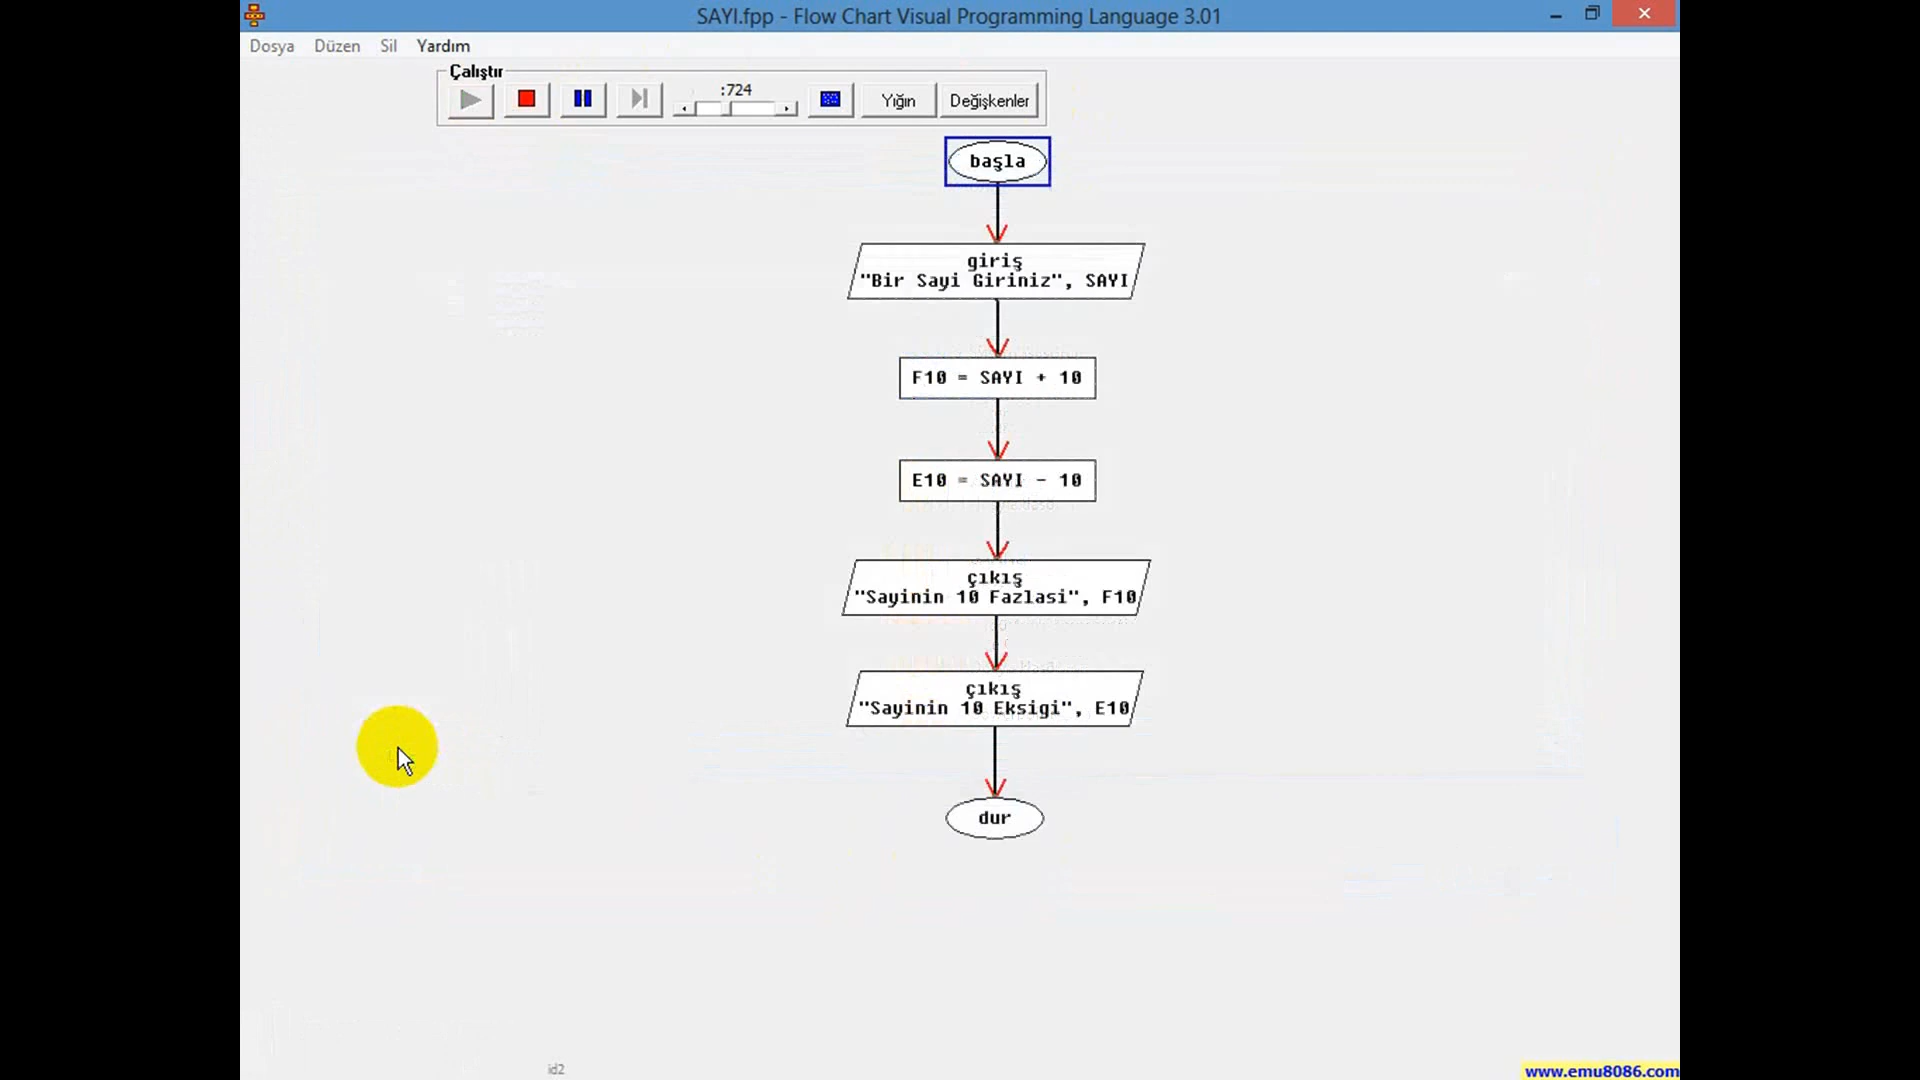 SAYI.fpp - Flow Chart Visual Programming Language 3.01
Dosya Düzen Sil Yardım
Çalıştır
:724
Yığın Değişkenler
başla
giriş
"Bir Sayi Giriniz", SAYI
F10 = SAYI + 10
E10 = SAYI - 10
çıkış
"Sayinin 10 Fazlasi", F10
çıkış
"Sayinin 10 Eksigi", E10
dur
id2
www.emu8086.com